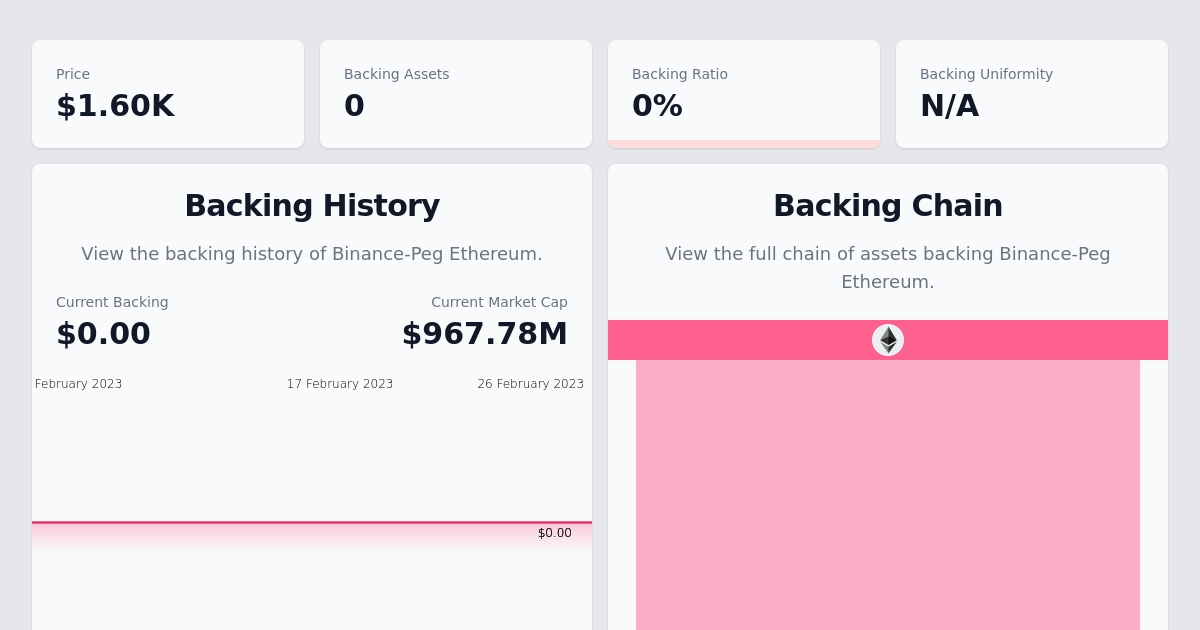 Price
$1.60K
Backing Assets
0
Backing Ratio
0%
Backing Uniformity
N/A
Backing History
View the backing history of Binance-Peg Ethereum.
Current Backing
$0.00
Current Market Cap
$967.78M
February 2023
17 February 2023
26 February 2023
$0.00
Backing Chain
View the full chain of assets backing Binance-Peg
Ethereum.